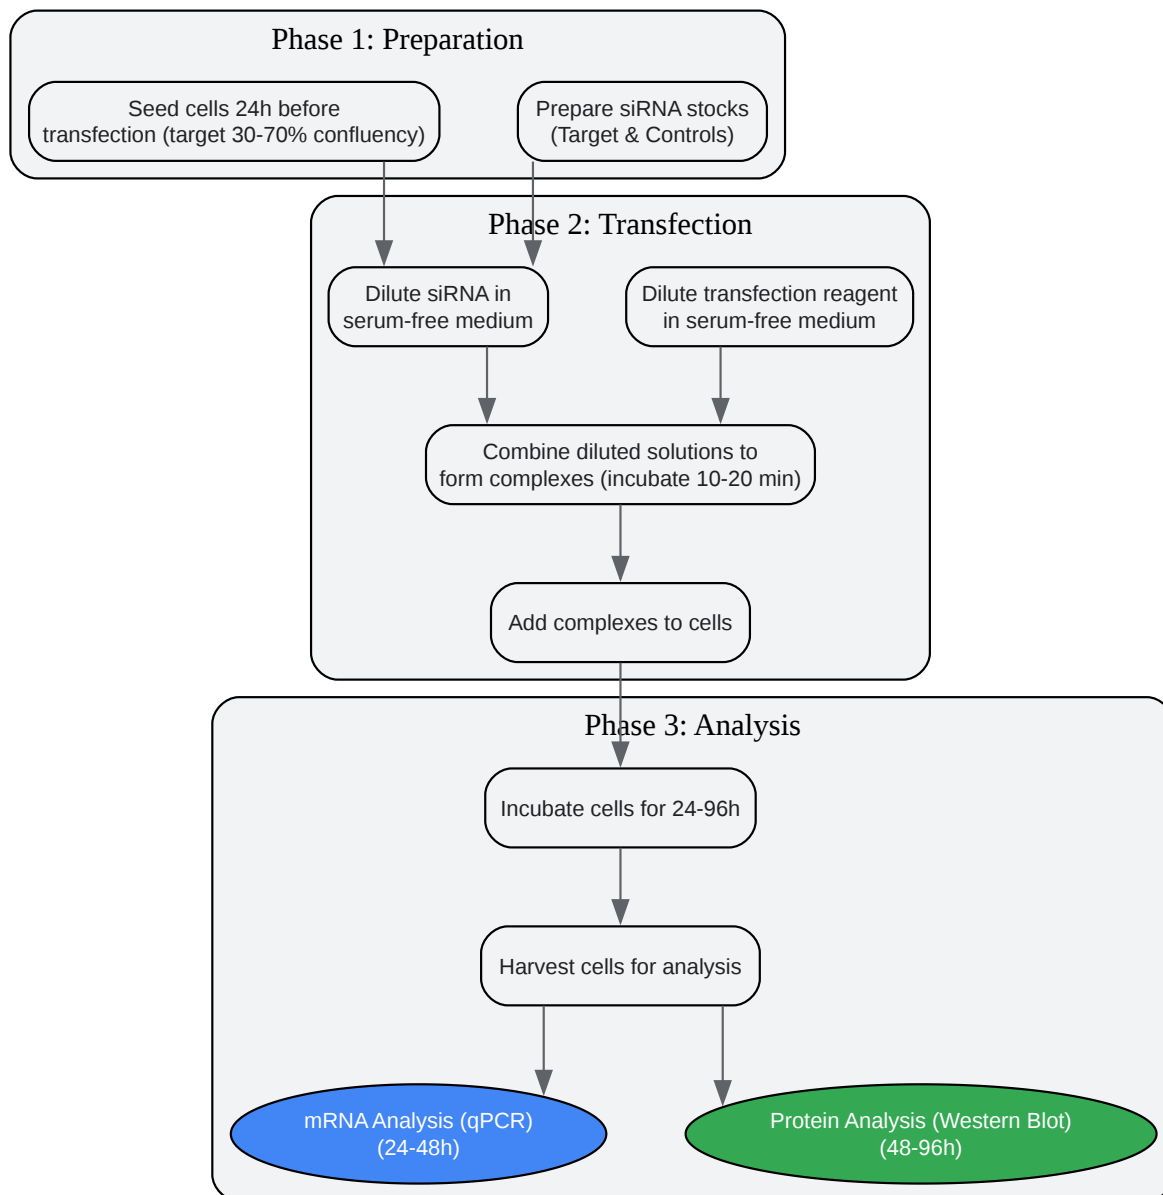 Phase 1: Preparation
Seed cells 24h before
transfection (target 30-70% confluency)
Prepare siRNA stocks
(Target & Controls)
Phase 2: Transfection
Dilute siRNA in
serum-free medium
Dilute transfection reagent
in serum-free medium
Combine diluted solutions to
form complexes (incubate 10-20 min)
Add complexes to cells
Phase 3: Analysis
Incubate cells for 24-96h
Harvest cells for analysis
mRNA Analysis (qPCR)
(24-48h)
Protein Analysis (Western Blot)
(48-96h)